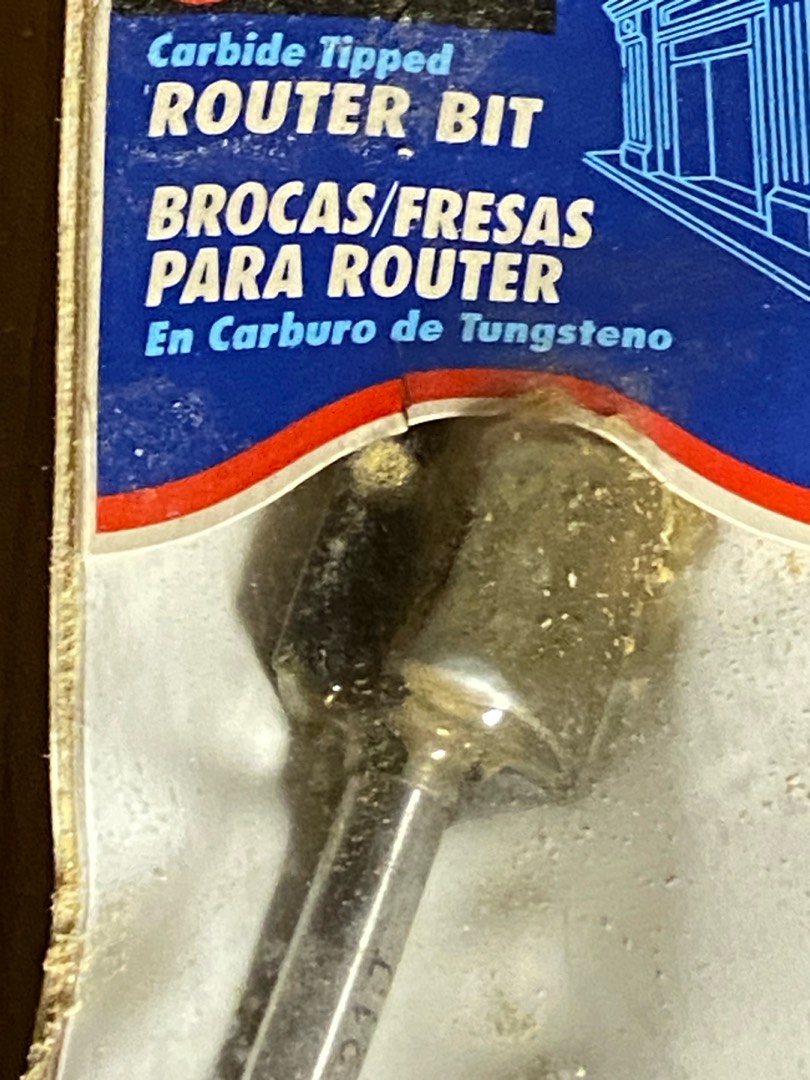 Carbide Tipped
ROUTER BIT
BROCAS/FRESAS
PARA ROUTER
En Carburo de Tungsteno